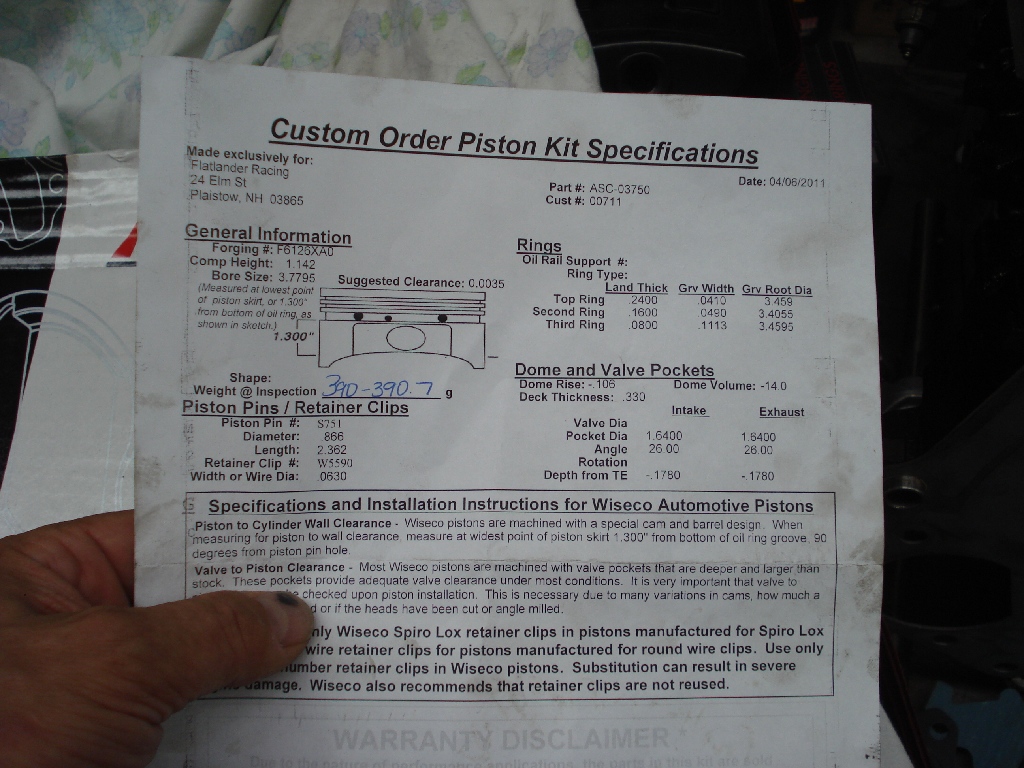 Custom Order Piston Kit Specifications
Made exclusively for:
Flatlander Racing
24 Elm St
Plaistow, NH 03865
Part #: ASC-03750
Cust #: 00711
Date: 04/06/2011
General Information
Forging #: F6126XA0
Comp Height: 1.142
Bore Size: 3.7795
(Measured at lowest point
of piston skirt, or 1.300"
from bottom of oil ring, as
shown in sketch.)
Suggested Clearance: 0.0035
1.300"
Shape:
Weight @ Inspection 390-390.7 g
Rings
Oil Rail Support #:
Ring Type:
Land Thick Grv Width Grv Root Dia
Top Ring .2400 .0410 3.459
Second Ring .1600 .0490 3.4055
Third Ring .0800 .1113 3.4595
Piston Pins / Retainer Clips
Piston Pin #: S751
Diameter: .866
Length: 2.362
Retainer Clip #: W5590
Width or Wire Dia: .0630
Dome and Valve Pockets
Dome Rise: -.106 Dome Volume: -14.0
Deck Thickness: .330
Intake Exhaust
Valve Dia
Pocket Dia 1.6400 1.6400
Angle 26.00 26.00
Rotation
Depth from TE -.1780 -.1780
Specifications and Installation Instructions for Wiseco Automotive Pistons
Piston to Cylinder Wall Clearance - Wiseco pistons are machined with a special cam and barrel design. When
measuring for piston to wall clearance, measure at widest point of piston skirt 1.300" from bottom of oil ring groove, 90
degrees from piston pin hole.
Valve to Piston Clearance - Most Wiseco pistons are machined with valve pockets that are deeper and larger than
stock. These pockets provide adequate valve clearance under most conditions. It is very important that valve to
checked upon piston installation. This is necessary due to many variations in cams, how much a
or if the heads have been cut or angle milled.
Wiseco Spiro Lox retainer clips in pistons manufactured for Spiro Lox
wire retainer clips for pistons manufactured for round wire clips. Use only
retainer clips in Wiseco pistons. Substitution can result in severe
damage. Wiseco also recommends that retainer clips are not reused.
WARRANTY DISCLAIMER
Due to the nature of performance applications, the parts in this kit are sold